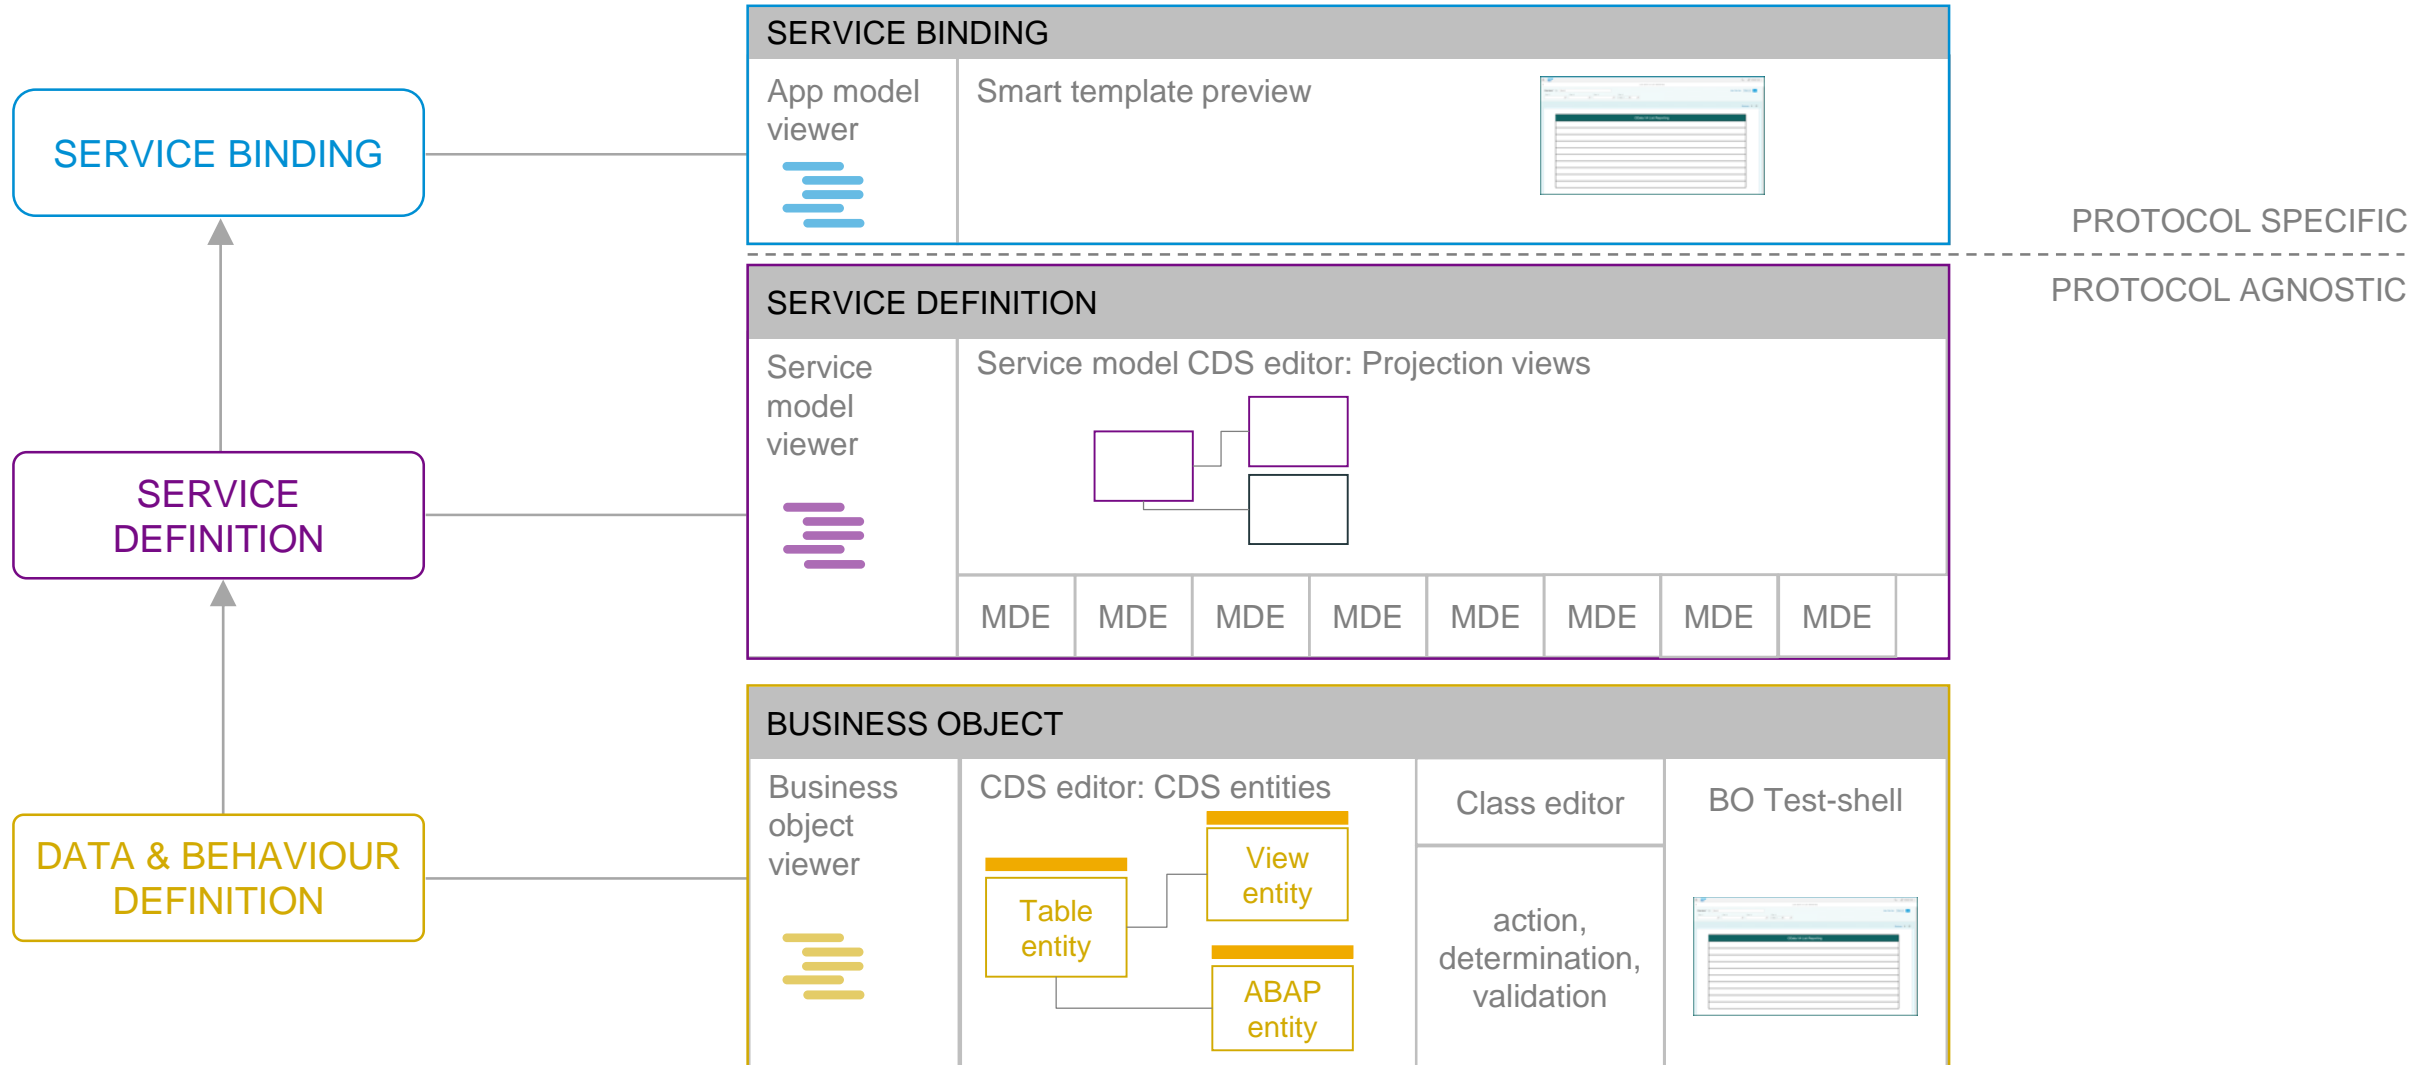 SERVICE BINDING
SERVICE
DEFINITION
DATA & BEHAVIOUR
DEFINITION
SERVICE BINDING
App model
viewer
Smart template preview
PROTOCOL SPECIFIC
PROTOCOL AGNOSTIC
SERVICE DEFINITION
Service
model
viewer
Service model CDS editor: Projection views
MDE MDE MDE MDE MDE MDE MDE MDE
BUSINESS OBJECT
Business
object
viewer
CDS editor: CDS entities
Table
entity
View
entity
ABAP
entity
Class editor
action,
determination,
validation
BO Test-shell